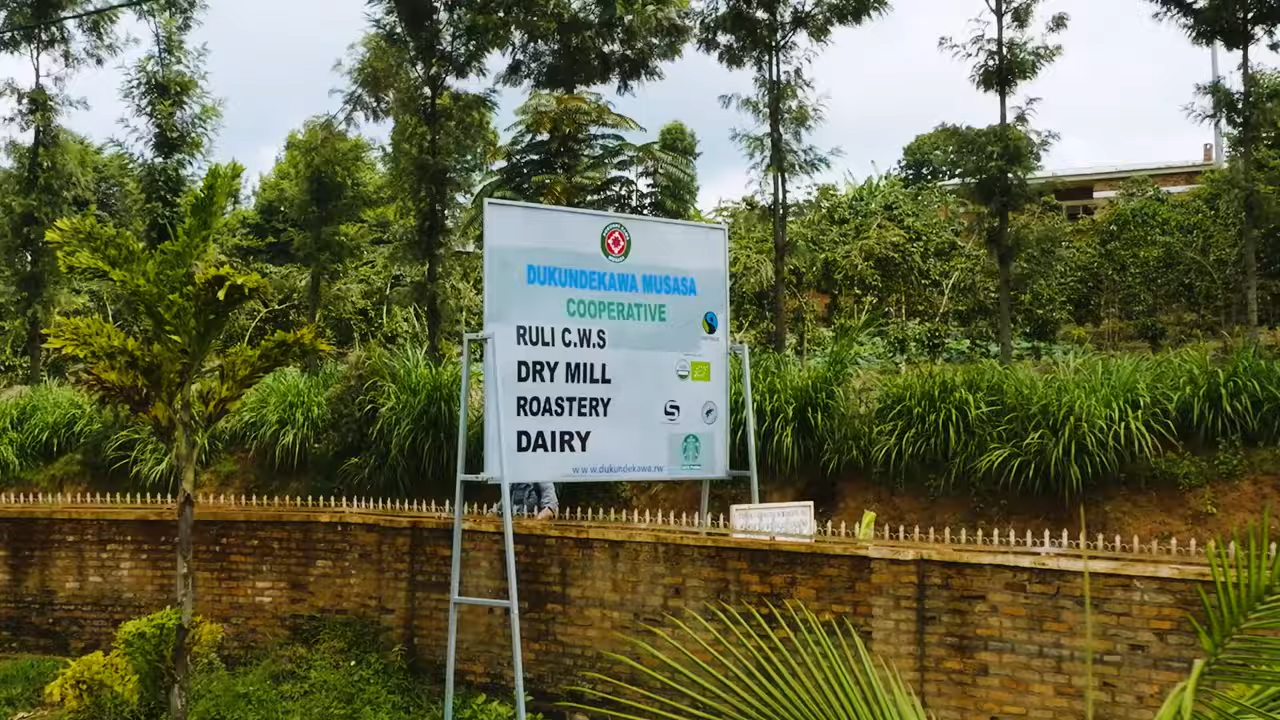 DUKUNDEKAWA MUSASA
COOPERATIVE
RULI C.W.S
DRY MILL
ROASTERY
DAIRY
www.dukundekawa.rw